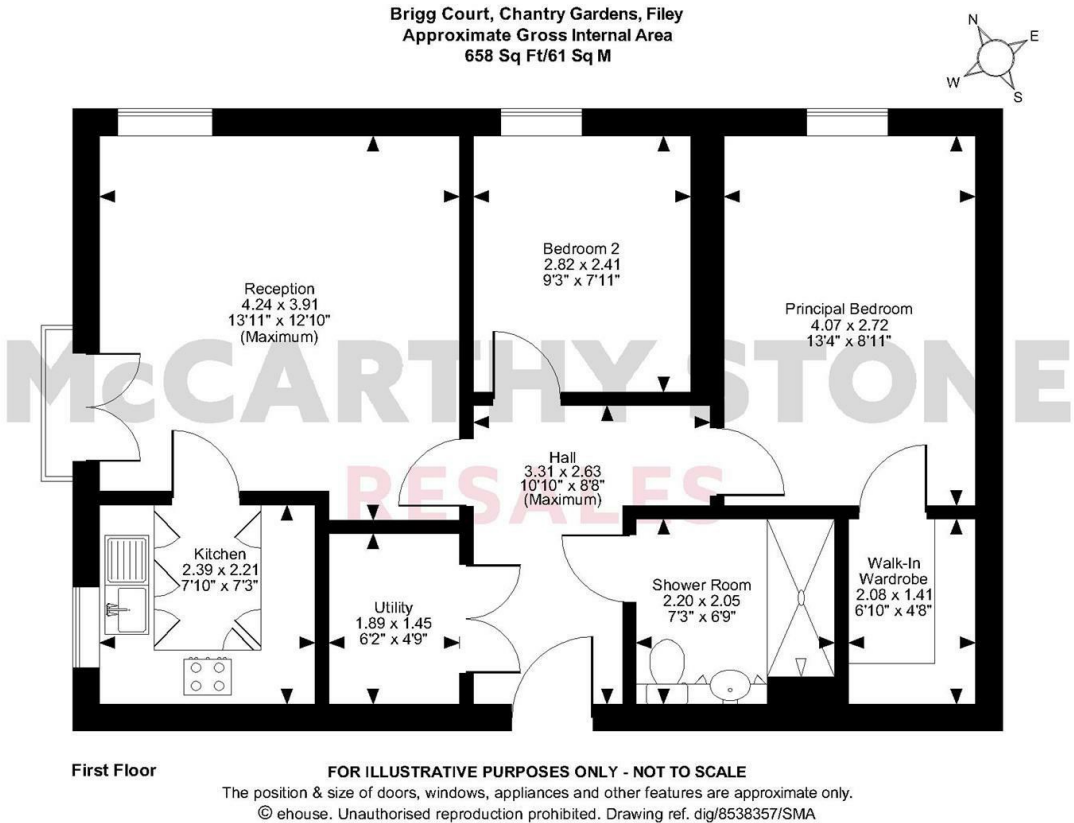 Brigg Court, Chantry Gardens, Filey
Approximate Gross Internal Area
658 Sq Ft/61 Sq M
N
E
W
S
Bedroom 2
2.82 x 2.41
9'3" x 7'11"
Reception
4.24 x 3.91
13'11" x 12'10"
(Maximum)
Principal Bedroom
4.07 x 2.72
13'4" x 8'11"
McCARTHY STONE
RESALES
Hall
3.31 x 2.63
10'10" x 8'8"
(Maximum)
Kitchen
2.39 x 2.21
7'10" x 7'3"
Utility
1.89 x 1.45
6'2" x 4'9"
Shower Room
2.20 x 2.05
7'3" x 6'9"
Walk-In
Wardrobe
2.08 x 1.41
6'10" x 4'8"
First Floor
FOR ILLUSTRATIVE PURPOSES ONLY - NOT TO SCALE
The position & size of doors, windows, appliances and other features are approximate only.
© ehouse. Unauthorised reproduction prohibited. Drawing ref. dig/8538357/SMA